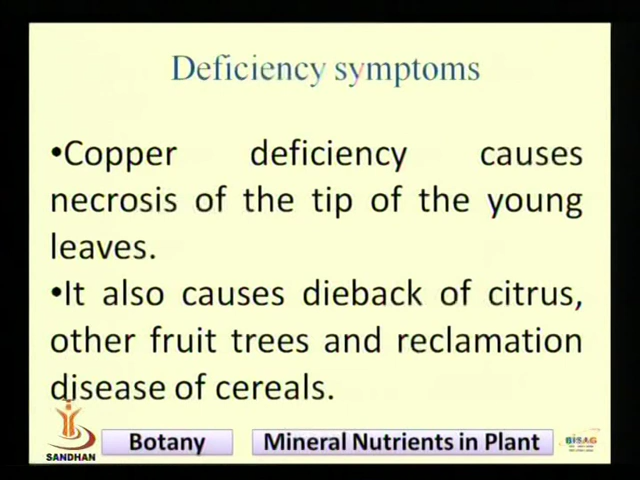 Deficiency symptoms
•Copper deficiency causes
necrosis of the tip of the young
leaves.
•It also causes dieback of citrus,
other fruit trees and reclamation
disease of cereals.
SANDHAN
Botany
Mineral Nutrients in Plant
BISAG